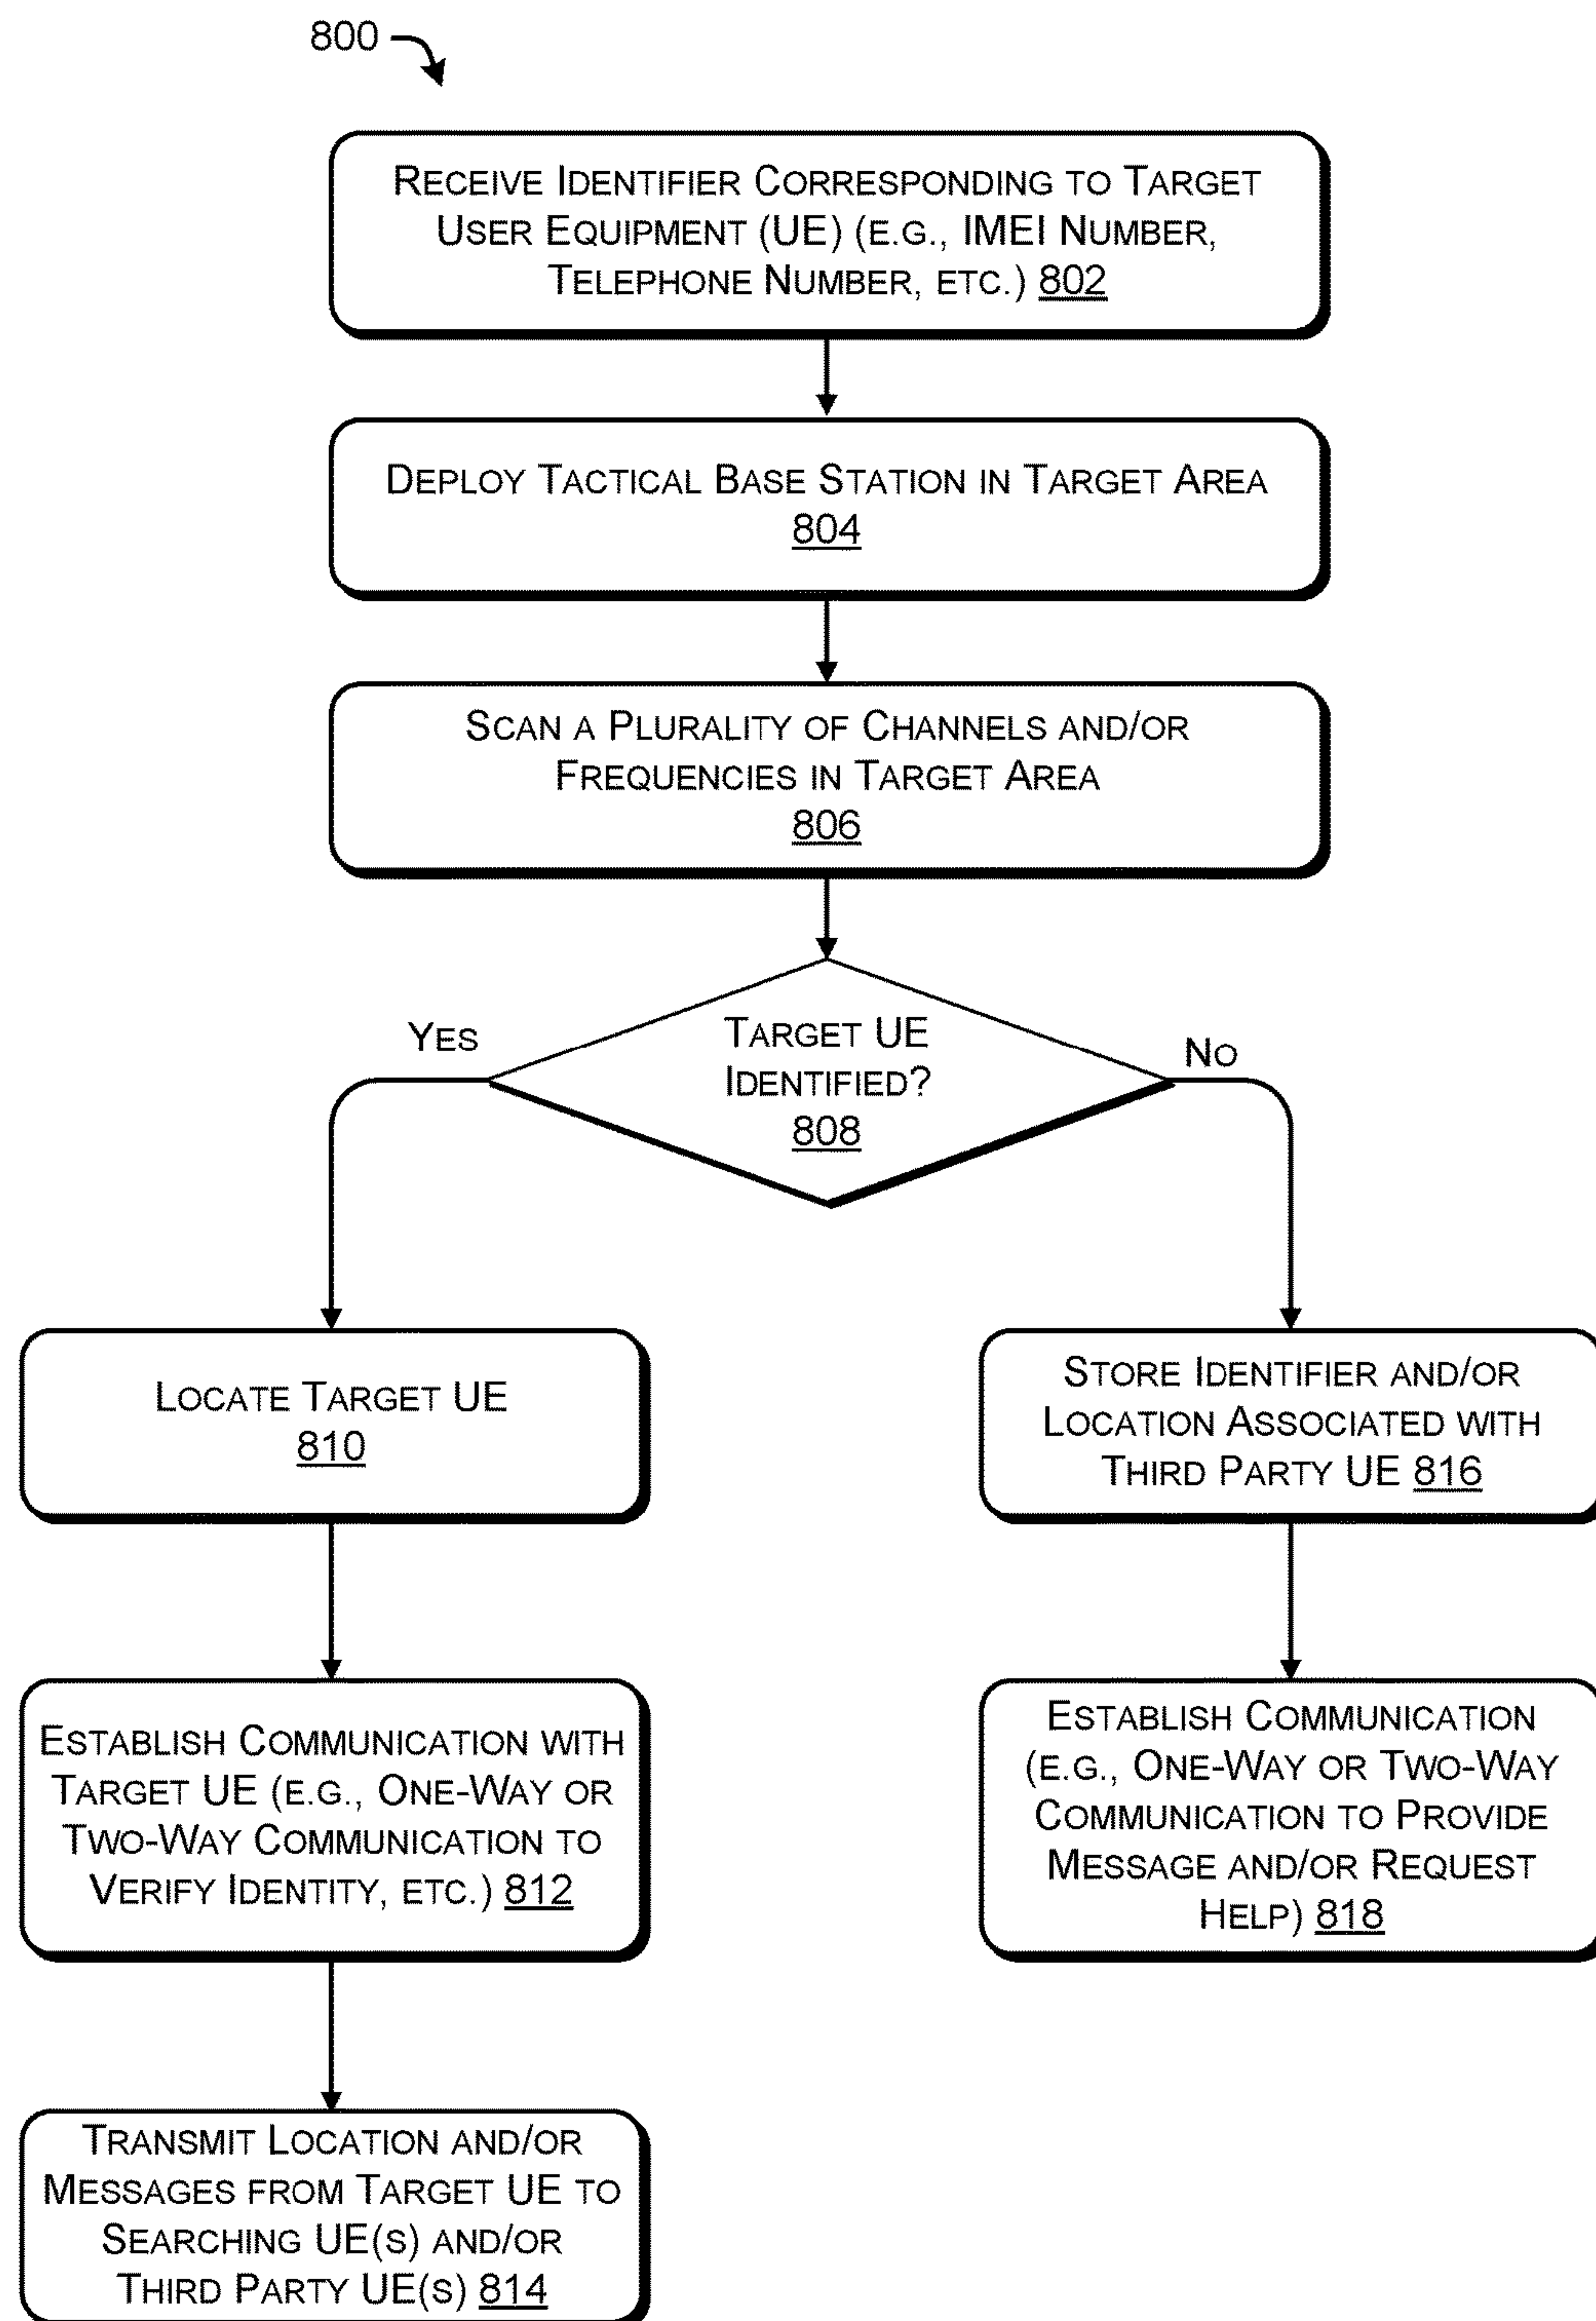 800
RECEIVE IDENTIFIER CORRESPONDING TO TARGET
USER EQUIPMENT (UE) (E.G., IMEI NUMBER,
TELEPHONE NUMBER, ETC.) 802
DEPLOY TACTICAL BASE STATION IN TARGET AREA
804
SCAN A PLURALITY OF CHANNELS AND/OR
FREQUENCIES IN TARGET AREA
806
YES
TARGET UE
IDENTIFIED?
808
NO
LOCATE TARGET UE
810
ESTABLISH COMMUNICATION WITH
TARGET UE (E.G., ONE-WAY OR
TWO-WAY COMMUNICATION TO
VERIFY IDENTITY, ETC.) 812
TRANSMIT LOCATION AND/OR
MESSAGES FROM TARGET UE TO
SEARCHING UE(S) AND/OR
THIRD PARTY UE(S) 814
STORE IDENTIFIER AND/OR
LOCATION ASSOCIATED WITH
THIRD PARTY UE 816
ESTABLISH COMMUNICATION
(E.G., ONE-WAY OR TWO-WAY
COMMUNICATION TO PROVIDE
MESSAGE AND/OR REQUEST
HELP) 818